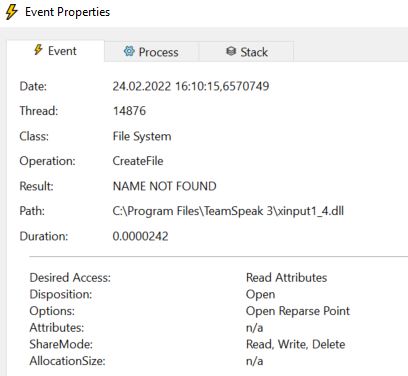 Event Properties
Event Process Stack
Date: 24.02.2022 16:10:15,6570749
Thread: 14876
Class: File System
Operation: CreateFile
Result: NAME NOT FOUND
Path: C:\Program Files\TeamSpeak 3\xinput1_4.dll
Duration: 0.0000242
Desired Access: Read Attributes
Disposition: Open
Options: Open Reparse Point
Attributes: n/a
ShareMode: Read, Write, Delete
AllocationSize: n/a